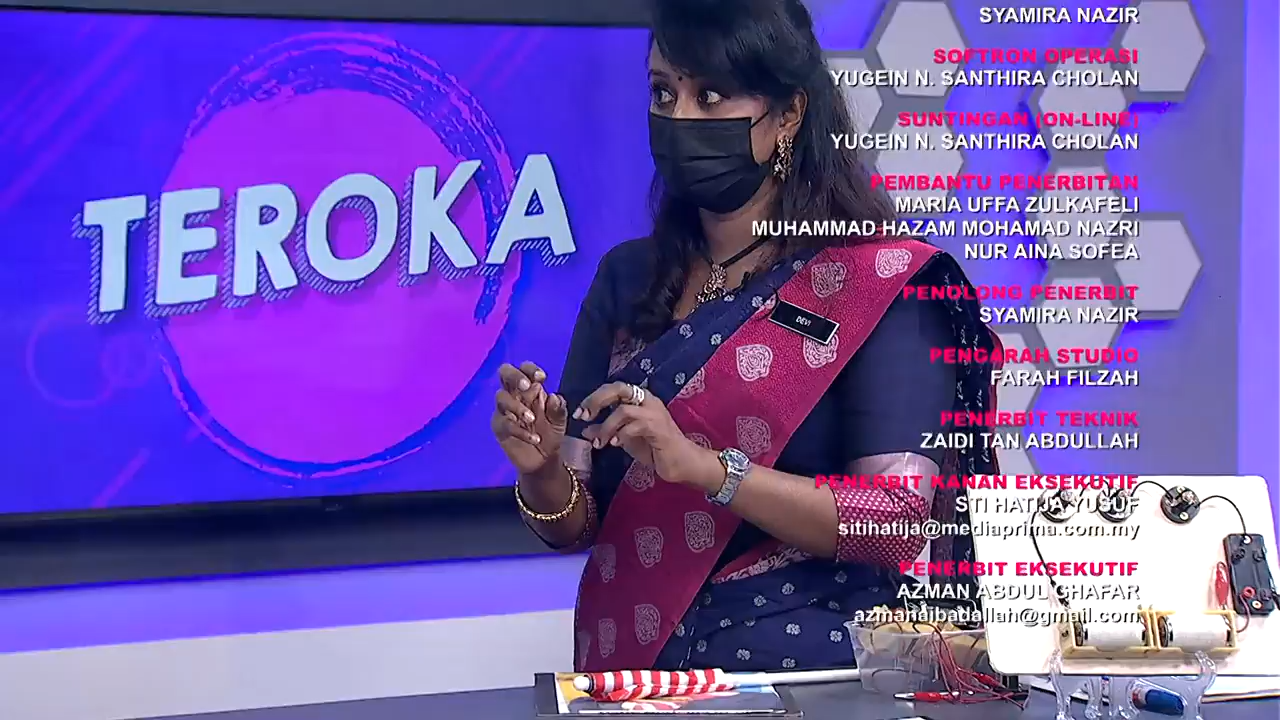 TEROKA
DEVI
SYAMIRA NAZIR
SOFTRON OPERASI
YUGEIN N. SANTHIRA CHOLAN
SUNTINGAN (ON-LINE)
YUGEIN N. SANTHIRA CHOLAN
PEMBANTU PENERBITAN
MARIA UFFA ZULKAFELI
MUHAMMAD HAZAM MOHAMAD NAZRI
NUR AINA SOFEA
PENOLONG PENERBIT
SYAMIRA NAZIR
PENGARAH STUDIO
FARAH FILZAH
PENERBIT TEKNIK
ZAIDI TAN ABDULLAH
PENERBIT KANAN EKSEKUTIF
STI HATIJA YUSUF
sitihatija@mediaprima.com.my
PENERBIT EKSEKUTIF
AZMAN ABDUL GHAFAR
azmanaibadallah@gmail.com